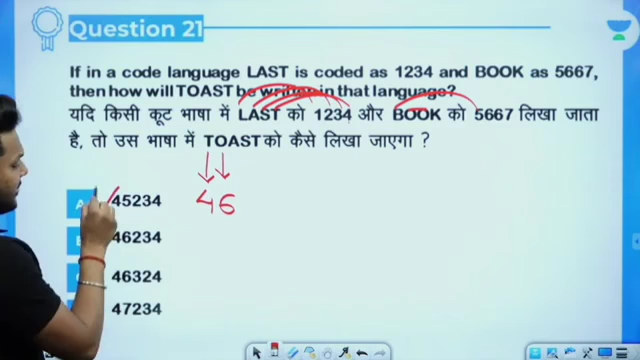 Question 21
If in a code language LAST is coded as 1234 and BOOK as 5667,
then how will TOAST be written in that language?
यदि किसी कूट भाषा में LAST को 1234 और BOOK को 5667 लिखा जाता
है, तो उस भाषा में TOAST को कैसे लिखा जाएगा ?
46
45234
46234
46324
47234